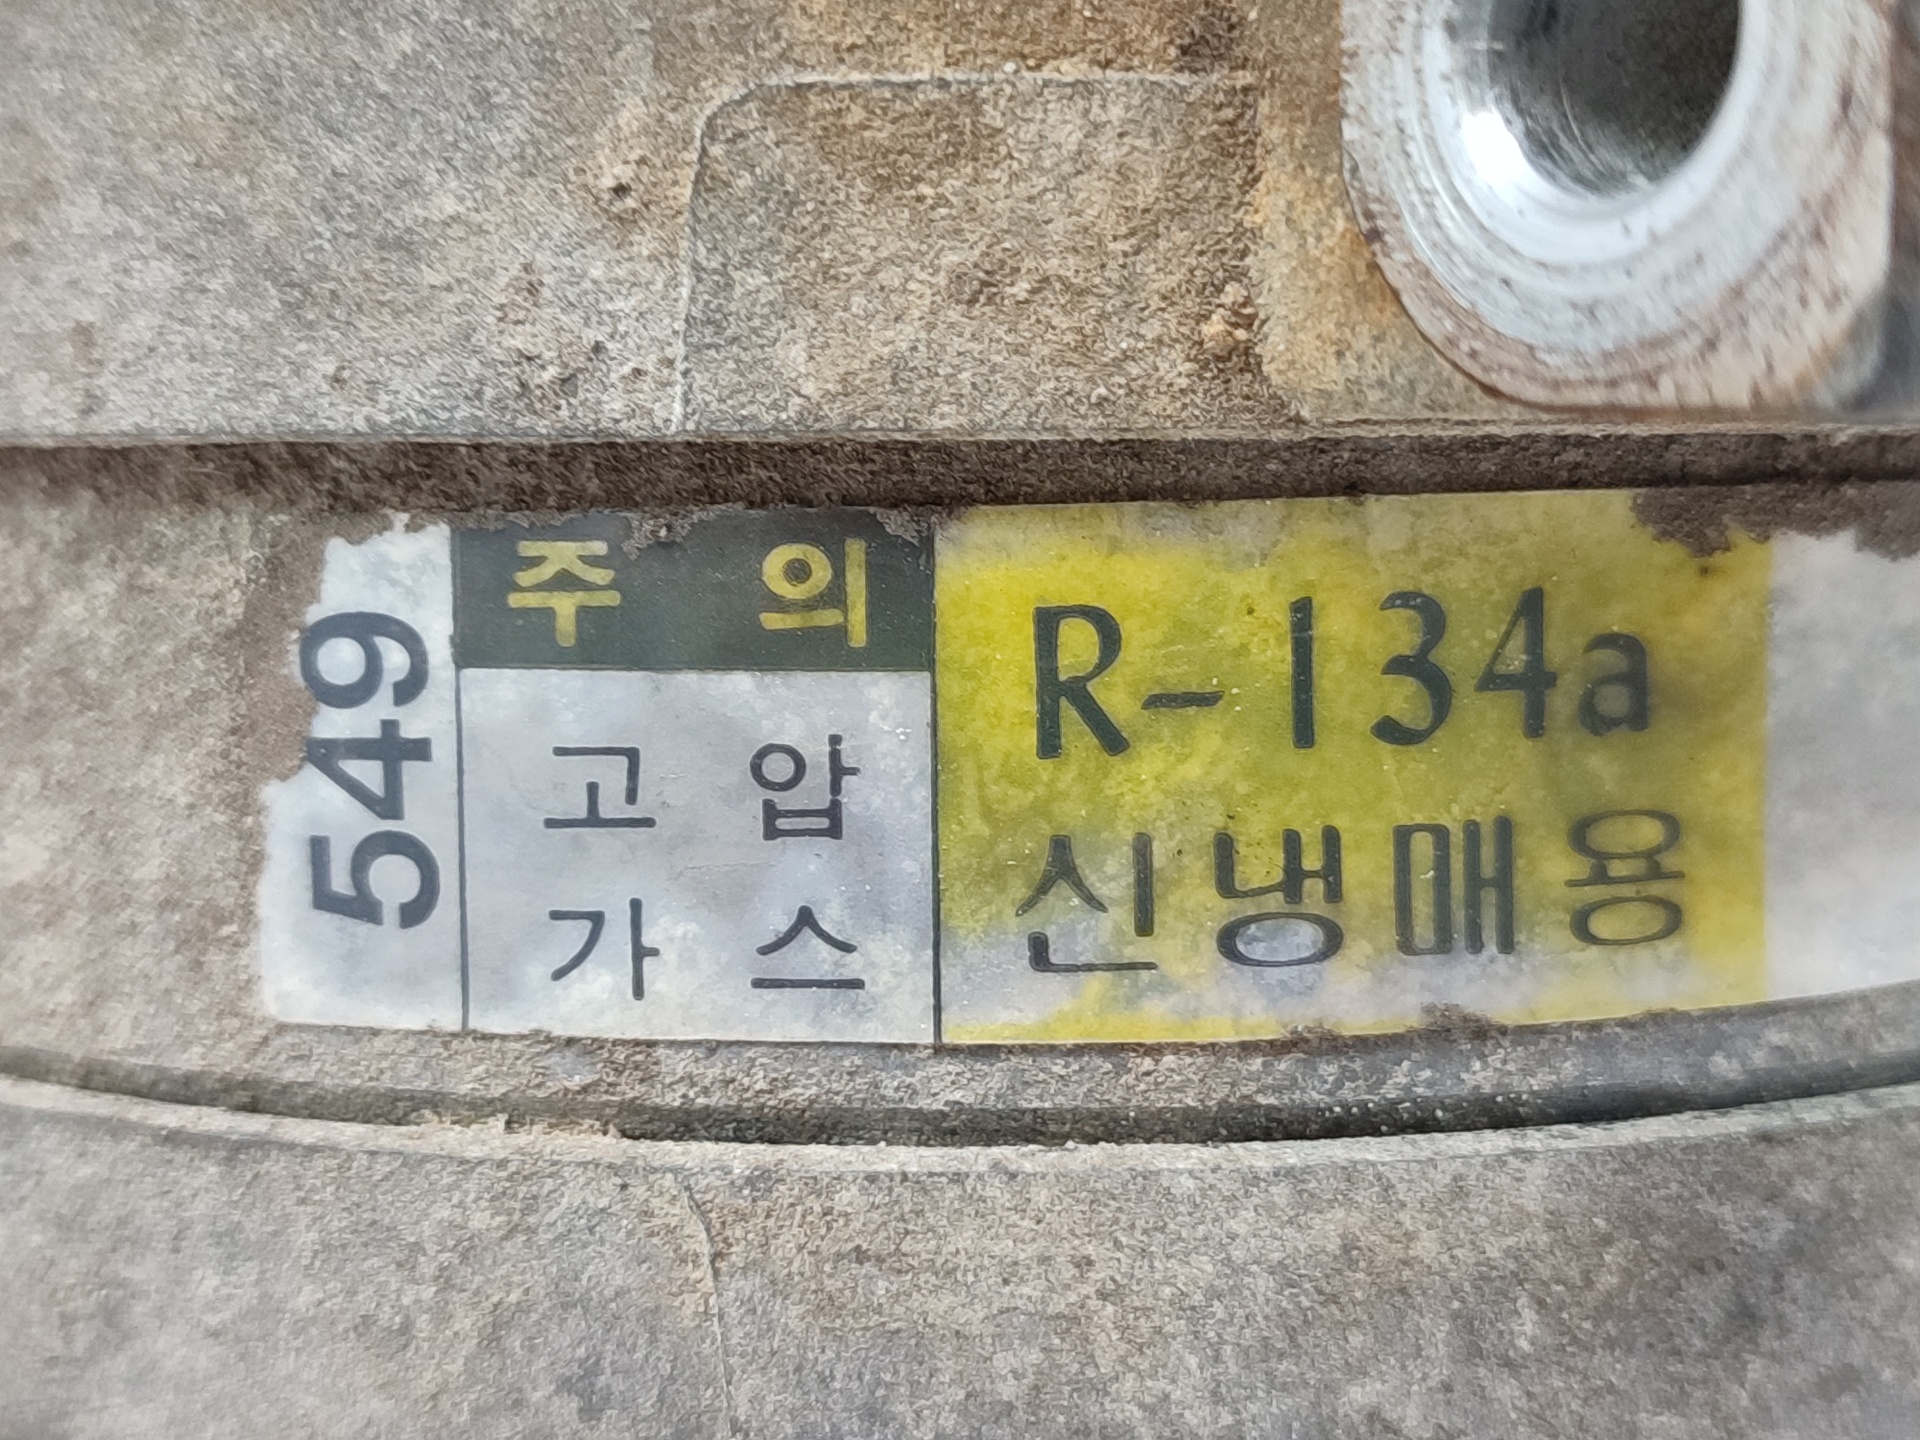 549
주 의
고 압
가 스
R-134a
신냉매용